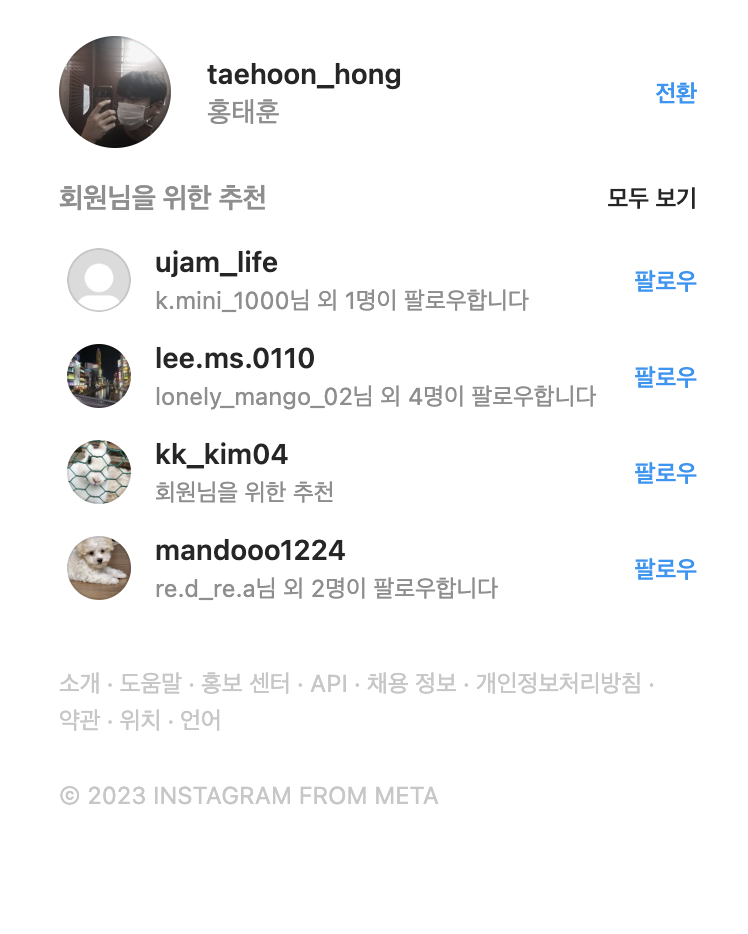 taehoon_hong
홍태훈
전환
회원님을 위한 추천
모두 보기
ujam_life
k.mini_1000님 외 1명이 팔로우합니다
팔로우
lee.ms.0110
lonely_mango_02님 외 4명이 팔로우합니다
팔로우
kk_kim04
회원님을 위한 추천
팔로우
mandooo1224
re.d_re.a님 외 2명이 팔로우합니다
팔로우
소개 · 도움말 · 홍보 센터 · API · 채용 정보 · 개인정보처리방침 ·
약관 · 위치 · 언어
© 2023 INSTAGRAM FROM META